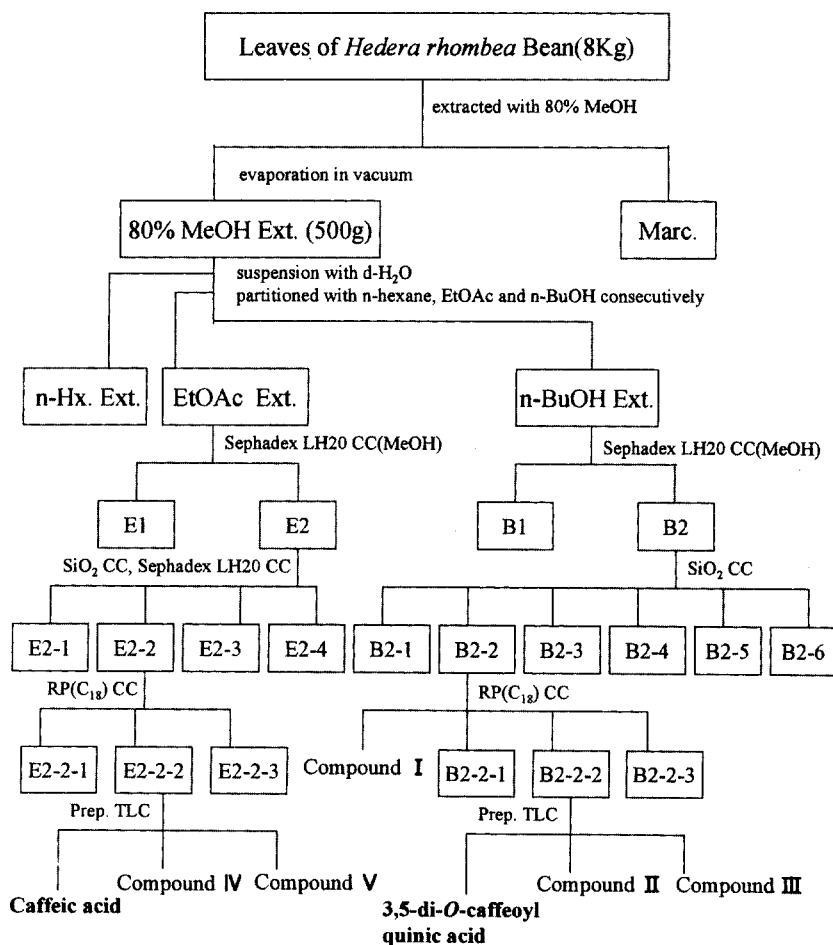 Leaves of Hedera rhombea Bean(8Kg)
extracted with 80% MeOH
evaporation in vacuum
80% MeOH Ext. (500g)
Marc.
suspension with d-H₂O
partitioned with n-hexane, EtOAc and n-BuOH consecutively
n-Hx. Ext.
EtOAc Ext.
n-BuOH Ext.
Sephadex LH20 CC(MeOH)
Sephadex LH20 CC(MeOH)
E1
E2
B1
B2
SiO₂ CC, Sephadex LH20 CC
SiO₂ CC
E2-1
E2-2
E2-3
E2-4
B2-1
B2-2
B2-3
B2-4
B2-5
B2-6
RP(C₁₈) CC
RP(C₁₈) CC
E2-2-1
E2-2-2
E2-2-3
Compound Ⅰ
B2-2-1
B2-2-2
B2-2-3
Prep. TLC
Prep. TLC
Caffeic acid
Compound Ⅳ
Compound Ⅴ
3,5-di-O-caffeoyl
quinic acid
Compound Ⅱ
Compound Ⅲ